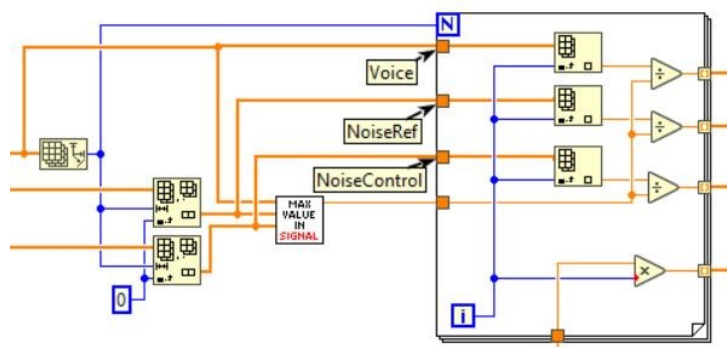 N
Voice
NoiseRef
NoiseControl
MAX
VALUE
IN
SIGNAL
0
i
÷
÷
÷
×